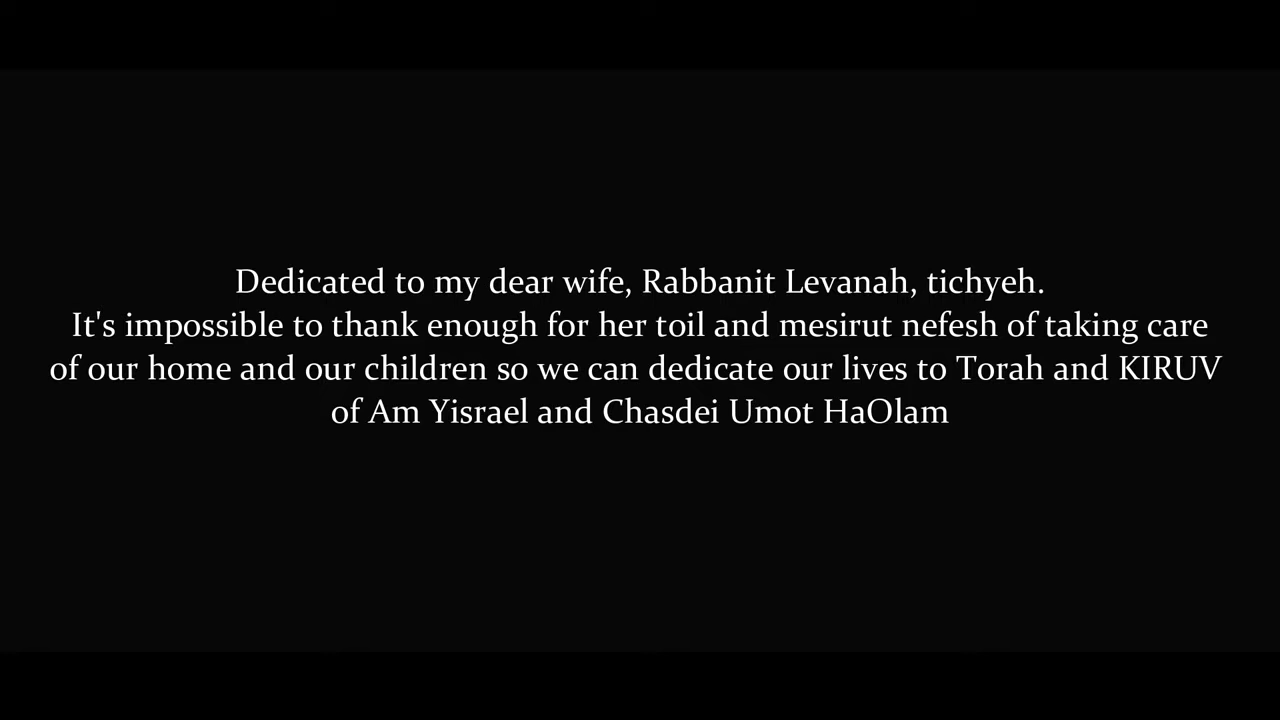 Dedicated to my dear wife, Rabbanit Levanah, tichyeh.
It's impossible to thank enough for her toil and mesirut nefesh of taking care
of our home and our children so we can dedicate our lives to Torah and KIRUV
of Am Yisrael and Chasdei Umot HaOlam